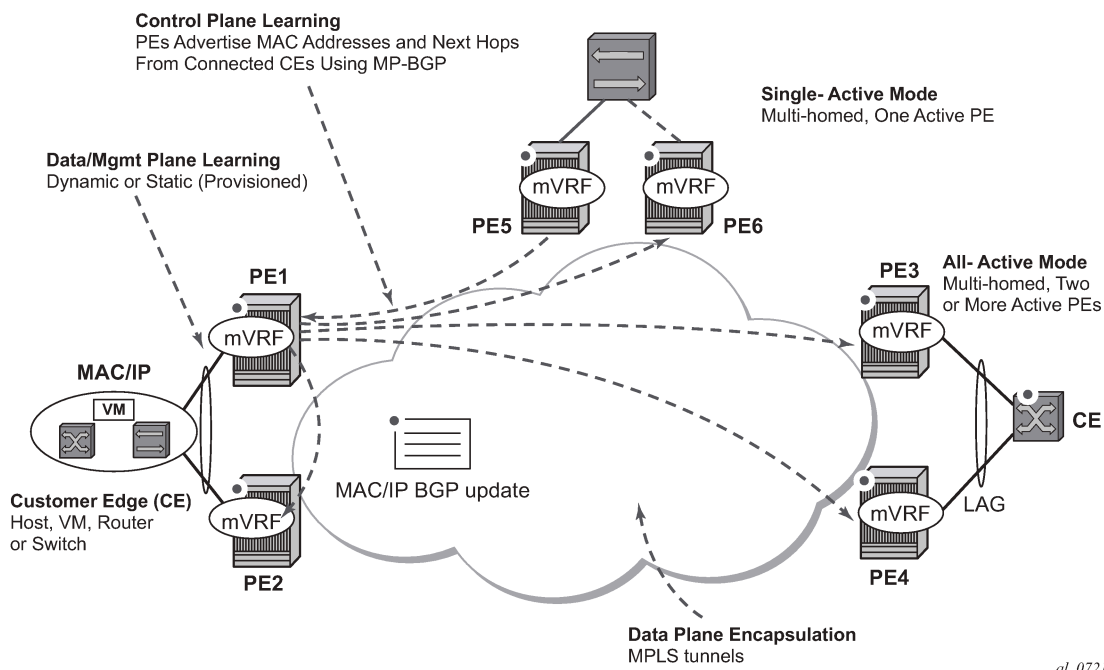 Control Plane Learning
PEs Advertise MAC Addresses and Next Hops
From Connected CEs Using MP-BGP
Single- Active Mode
Multi-homed, One Active PE
Data/Mgmt Plane Learning
Dynamic or Static (Provisioned)
mVRF
mVRF
PE5
PE6
PE1
PE3
All- Active Mode
Multi-homed, Two
or More Active PEs
mVRF
mVRF
MAC/IP
VM
CE
MAC/IP BGP update
Customer Edge (CE)
Host, VM, Router
or Switch
mVRF
mVRF
LAG
PE2
PE4
Data Plane Encapsulation
MPLS tunnels